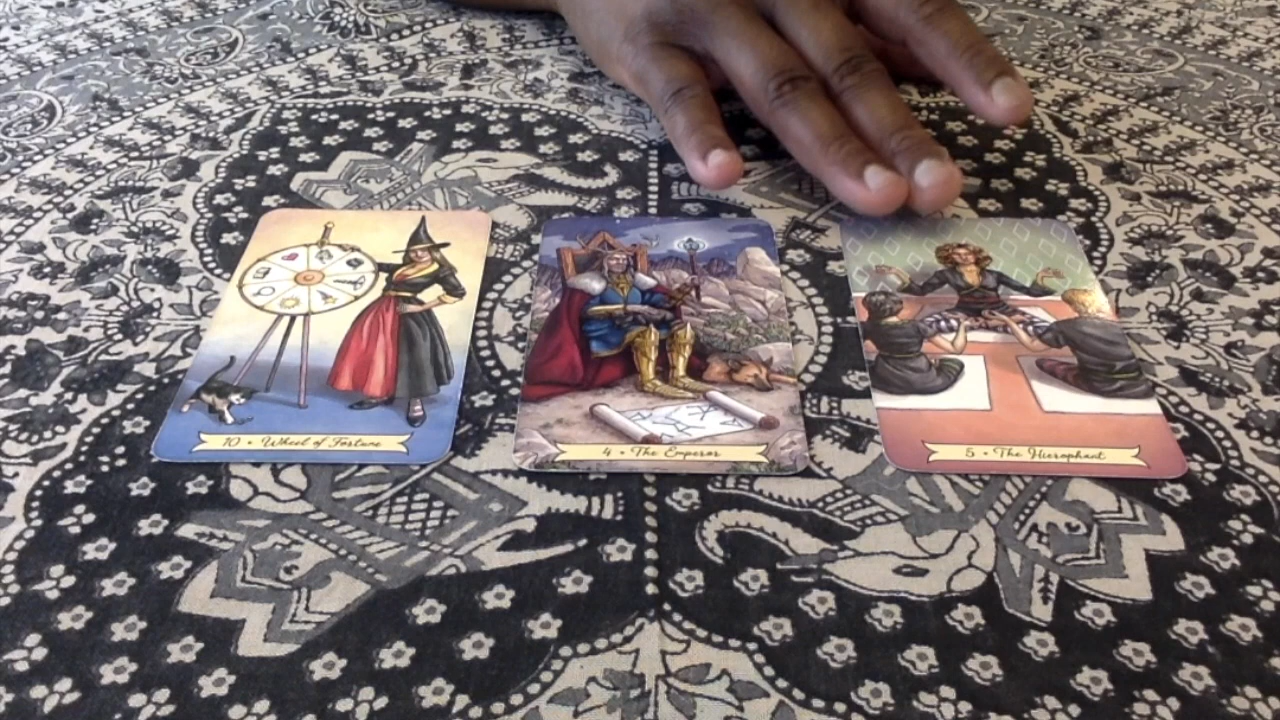 10 • Wheel of Fortune
4 • The Emperor
5 • The Hierophant